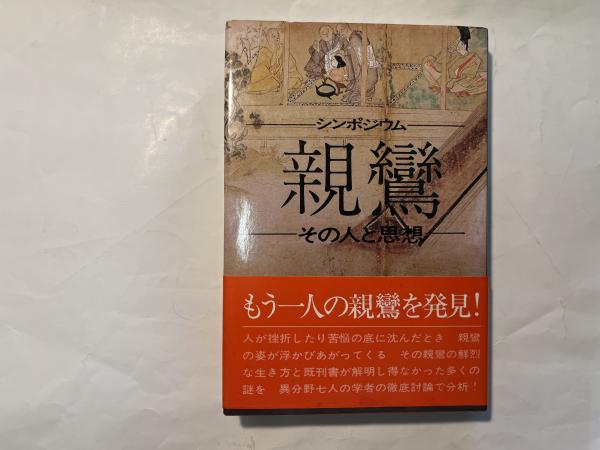 シンポジウム
親鸞
その人と思想
もう一人の親鸞を発見!
人が挫折したり苦悩の底に沈んだとき 親鸞
の姿が浮かびあがってくる その親鸞の鮮烈
な生き方と既刊書が解明し得なかった多くの
謎を 異分野七人の学者の徹底討論で分析!